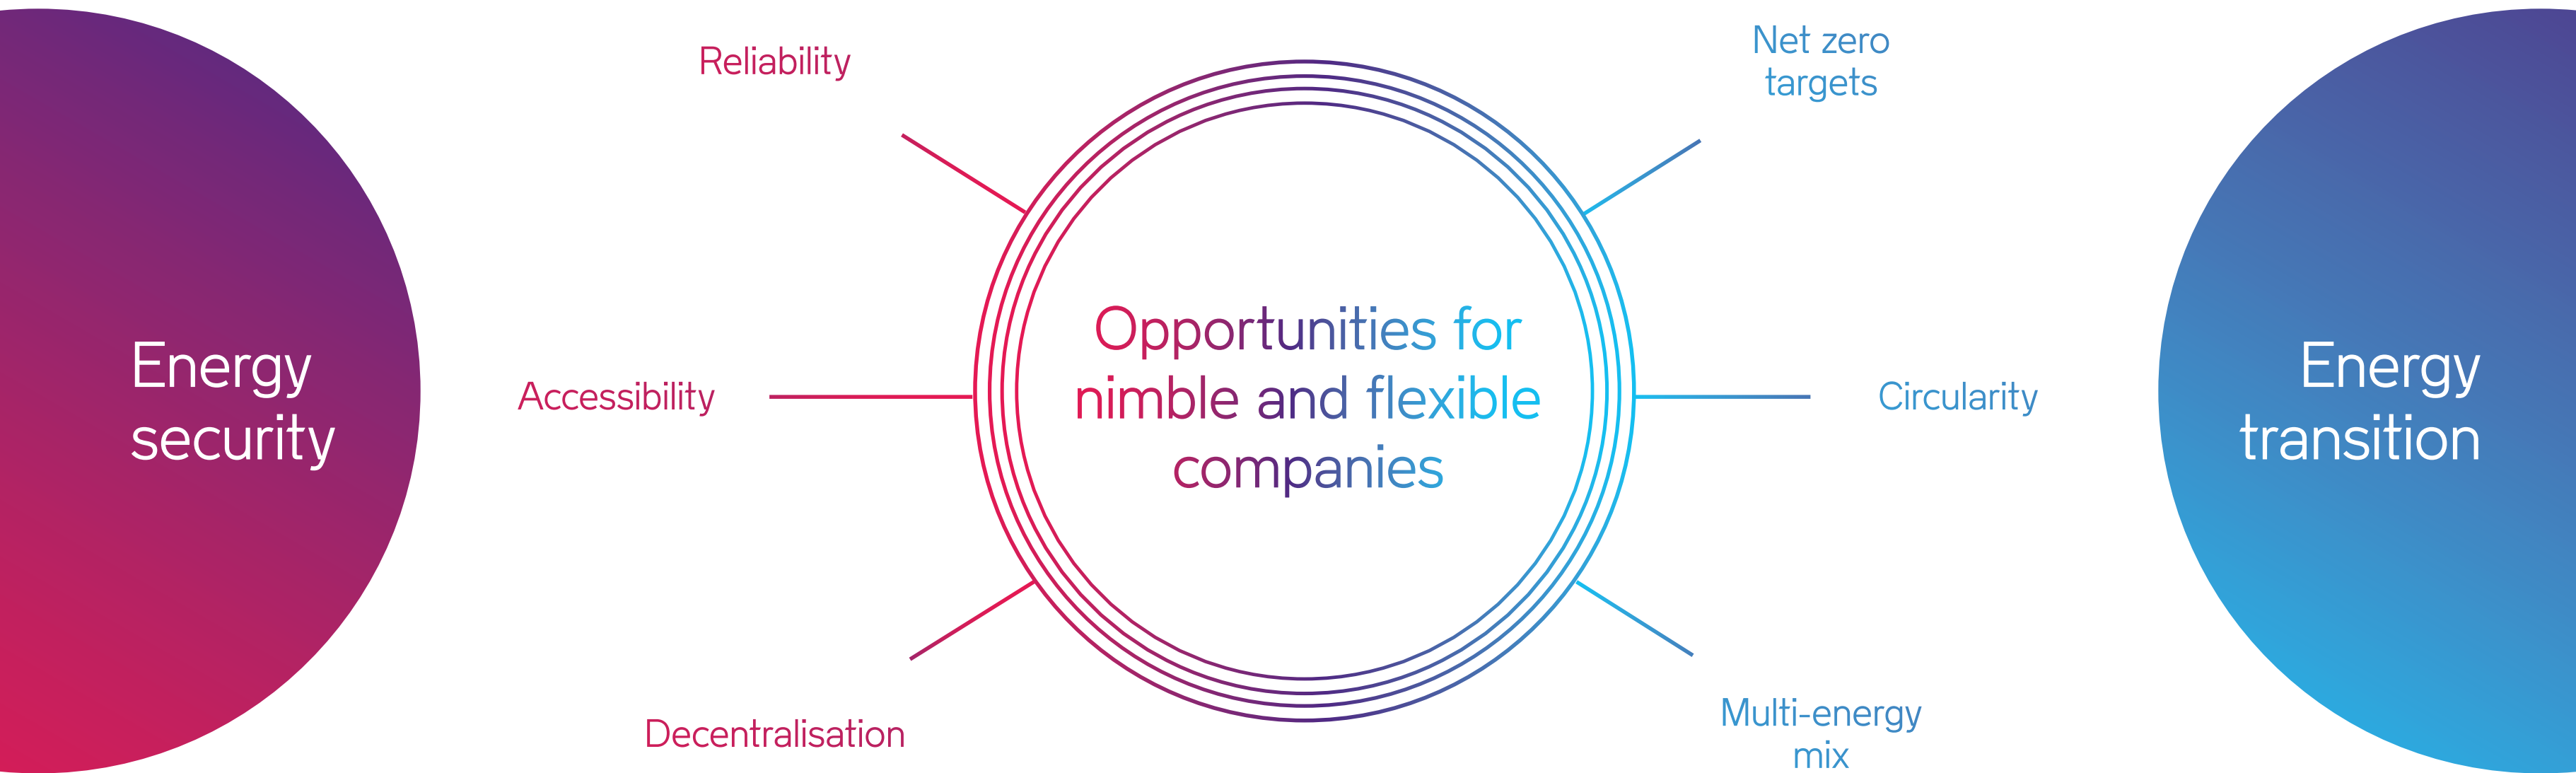 Energy
security
Reliability
Accessibility
Decentralisation
Opportunities for
nimble and flexible
companies
Net zero
targets
Circularity
Multi-energy
mix
Energy
transition